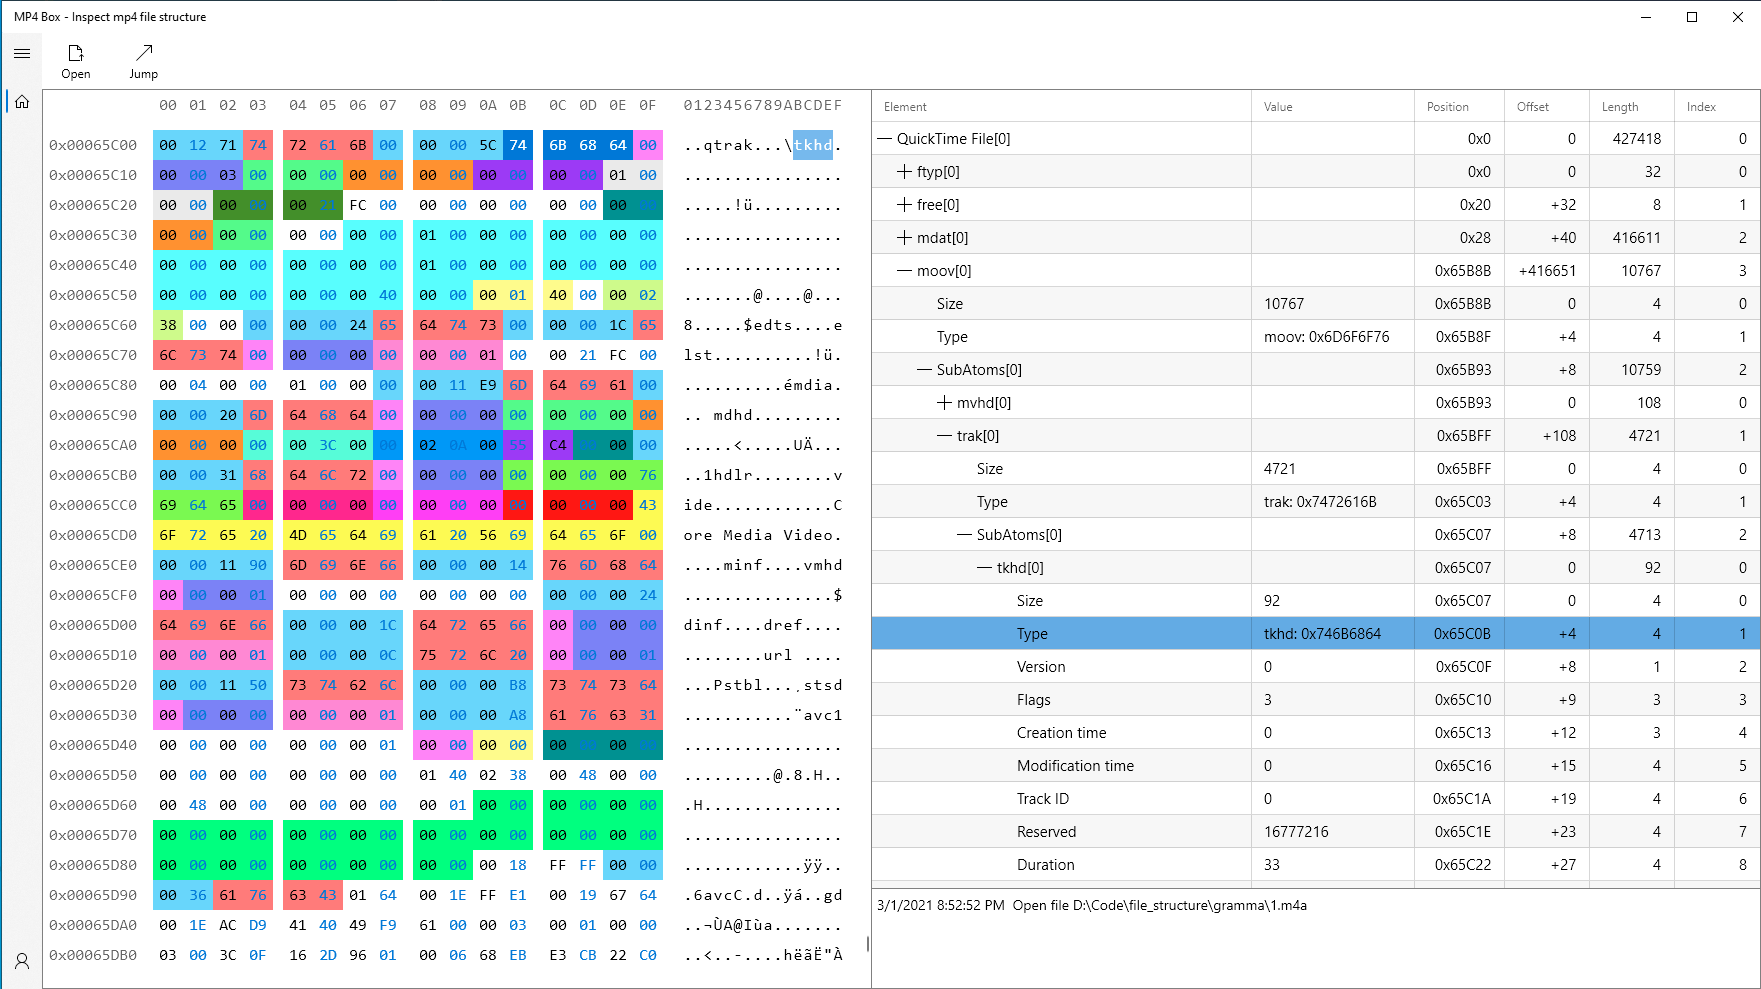 MP4 Box - Inspect mp4 file structure
Open
Jump
00 01 02 03 04 05 06 07 08 09 0A 0B 0C 0D 0E 0F 0123456789ABCDEF
0x00065C00 00 12 71 74 72 61 6B 00 00 00 5C 74 6B 68 64 00 ..qtrak...\tkhd.
0x00065C10 00 00 03 00 00 00 00 00 00 00 00 00 00 00 01 00 ................
0x00065C20 00 00 00 00 00 21 FC 00 00 00 00 00 00 00 00 00 .....!ü.........
0x00065C30 00 00 00 00 00 00 00 00 01 00 00 00 00 00 00 00 ................
0x00065C40 00 00 00 00 00 00 00 00 01 00 00 00 00 00 00 00 ................
0x00065C50 00 00 00 00 00 00 00 40 00 00 00 01 40 00 00 02 .......@....@...
0x00065C60 38 00 00 00 00 00 24 65 64 74 73 00 00 00 1C 65 8.....$edts....e
0x00065C70 6C 73 74 00 00 00 00 00 00 00 01 00 00 21 FC 00 lst..........!ü.
0x00065C80 00 04 00 00 01 00 00 00 00 11 E9 6D 64 69 61 00 ..........émdia.
0x00065C90 00 00 20 6D 64 68 64 00 00 00 00 00 00 00 00 00 .. mdhd.........
0x00065CA0 00 00 00 00 00 3C 00 00 02 0A 00 55 C4 00 00 00 .....<.....UÄ...
0x00065CB0 00 00 31 68 64 6C 72 00 00 00 00 00 00 00 00 76 ..1hdlr........v
0x00065CC0 69 64 65 00 00 00 00 00 00 00 00 00 00 00 00 43 ide............C
0x00065CD0 6F 72 65 20 4D 65 64 69 61 20 56 69 64 65 6F 00 ore Media Video.
0x00065CE0 00 00 11 90 6D 69 6E 66 00 00 00 14 76 6D 68 64 ....minf....vmhd
0x00065CF0 00 00 00 01 00 00 00 00 00 00 00 00 00 00 00 24 ...............$
0x00065D00 64 69 6E 66 00 00 00 1C 64 72 65 66 00 00 00 00 dinf....dref....
0x00065D10 00 00 00 01 00 00 00 0C 75 72 6C 20 00 00 00 01 ........url ....
0x00065D20 00 00 11 50 73 74 62 6C 00 00 00 B8 73 74 73 64 ...Pstbl...¸stsd
0x00065D30 00 00 00 00 00 00 00 01 00 00 00 A8 61 76 63 31 ...........¨avc1
0x00065D40 00 00 00 00 00 00 00 01 00 00 00 00 00 00 00 00 ................
0x00065D50 00 00 00 00 00 00 00 00 01 40 02 38 00 48 00 00 .........@.8.H..
0x00065D60 00 48 00 00 00 00 00 00 00 01 00 00 00 00 00 00 .H..............
0x00065D70 00 00 00 00 00 00 00 00 00 00 00 00 00 00 00 00 ................
0x00065D80 00 00 00 00 00 00 00 00 00 00 00 18 FF FF 00 00 ............ÿÿ..
0x00065D90 00 36 61 76 63 43 01 64 00 1E FF E1 00 19 67 64 .6avcC.d..ÿá..gd
0x00065DA0 00 1E AC D9 41 40 49 F9 61 00 00 03 00 01 00 00 ..¬ÙA@Iùa.......
0x00065DB0 03 00 3C 0F 16 2D 96 01 00 06 68 EB E3 CB 22 C0 ..<..-....hëãË"À
Element Value Position Offset Length Index
QuickTime File[0] 0x0 0 427418 0
ftyp[0] 0x0 0 32 0
free[0] 0x20 +32 8 1
mdat[0] 0x28 +40 416611 2
moov[0] 0x65B8B +416651 10767 3
Size 10767 0x65B8B 0 4 0
Type moov: 0x6D6F6F76 0x65B8F +4 4 1
SubAtoms[0] 0x65B93 +8 10759 2
mvhd[0] 0x65B93 0 108 0
trak[0] 0x65BFF +108 4721 1
Size 4721 0x65BFF 0 4 0
Type trak: 0x7472616B 0x65C03 +4 4 1
SubAtoms[0] 0x65C07 +8 4713 2
tkhd[0] 0x65C07 0 92 0
Size 92 0x65C07 0 4 0
Type tkhd: 0x746B6864 0x65C0B +4 4 1
Version 0 0x65C0F +8 1 2
Flags 3 0x65C10 +9 3 3
Creation time 0 0x65C13 +12 3 4
Modification time 0 0x65C16 +15 4 5
Track ID 0 0x65C1A +19 4 6
Reserved 16777216 0x65C1E +23 4 7
Duration 33 0x65C22 +27 4 8
3/1/2021 8:52:52 PM Open file D:\Code\file_structure\gramma\1.m4a